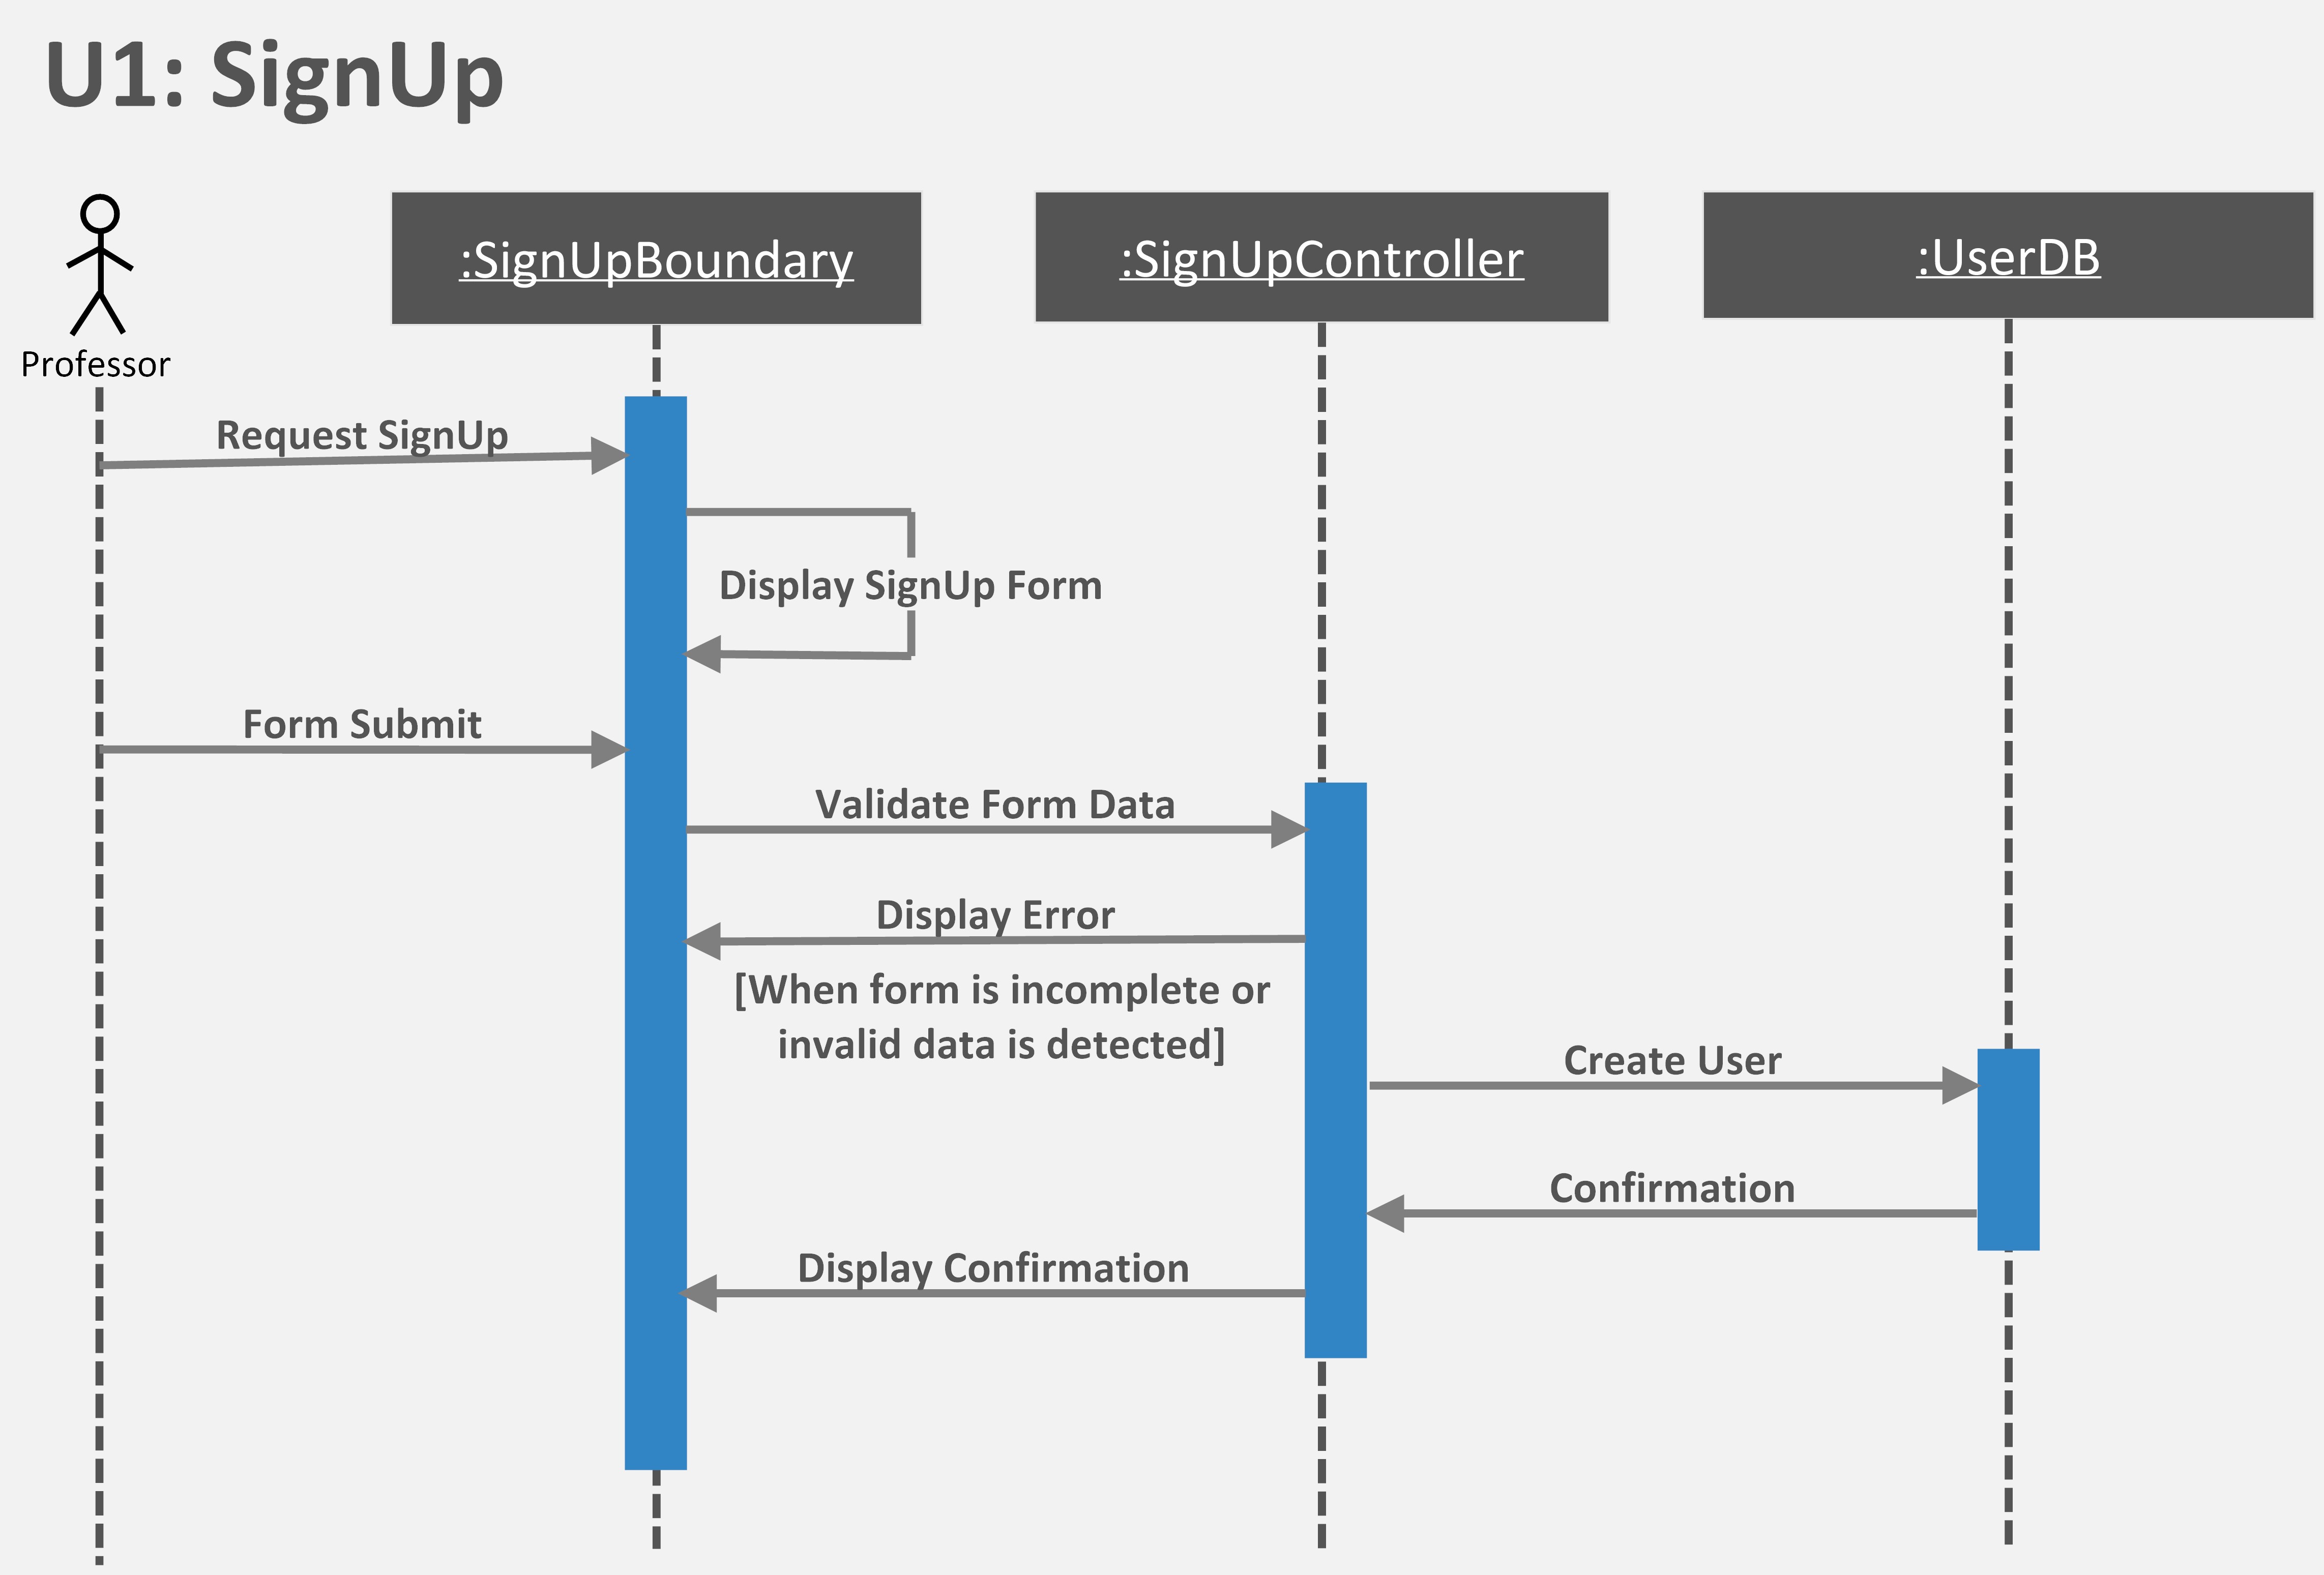 U1: SignUp
:SignUpBoundary
:SignUpController
:UserDB
Professor
Request SignUp
Display SignUp Form
Form Submit
Validate Form Data
Display Error
[When form is incomplete or
invalid data is detected]
Create User
Confirmation
Display Confirmation